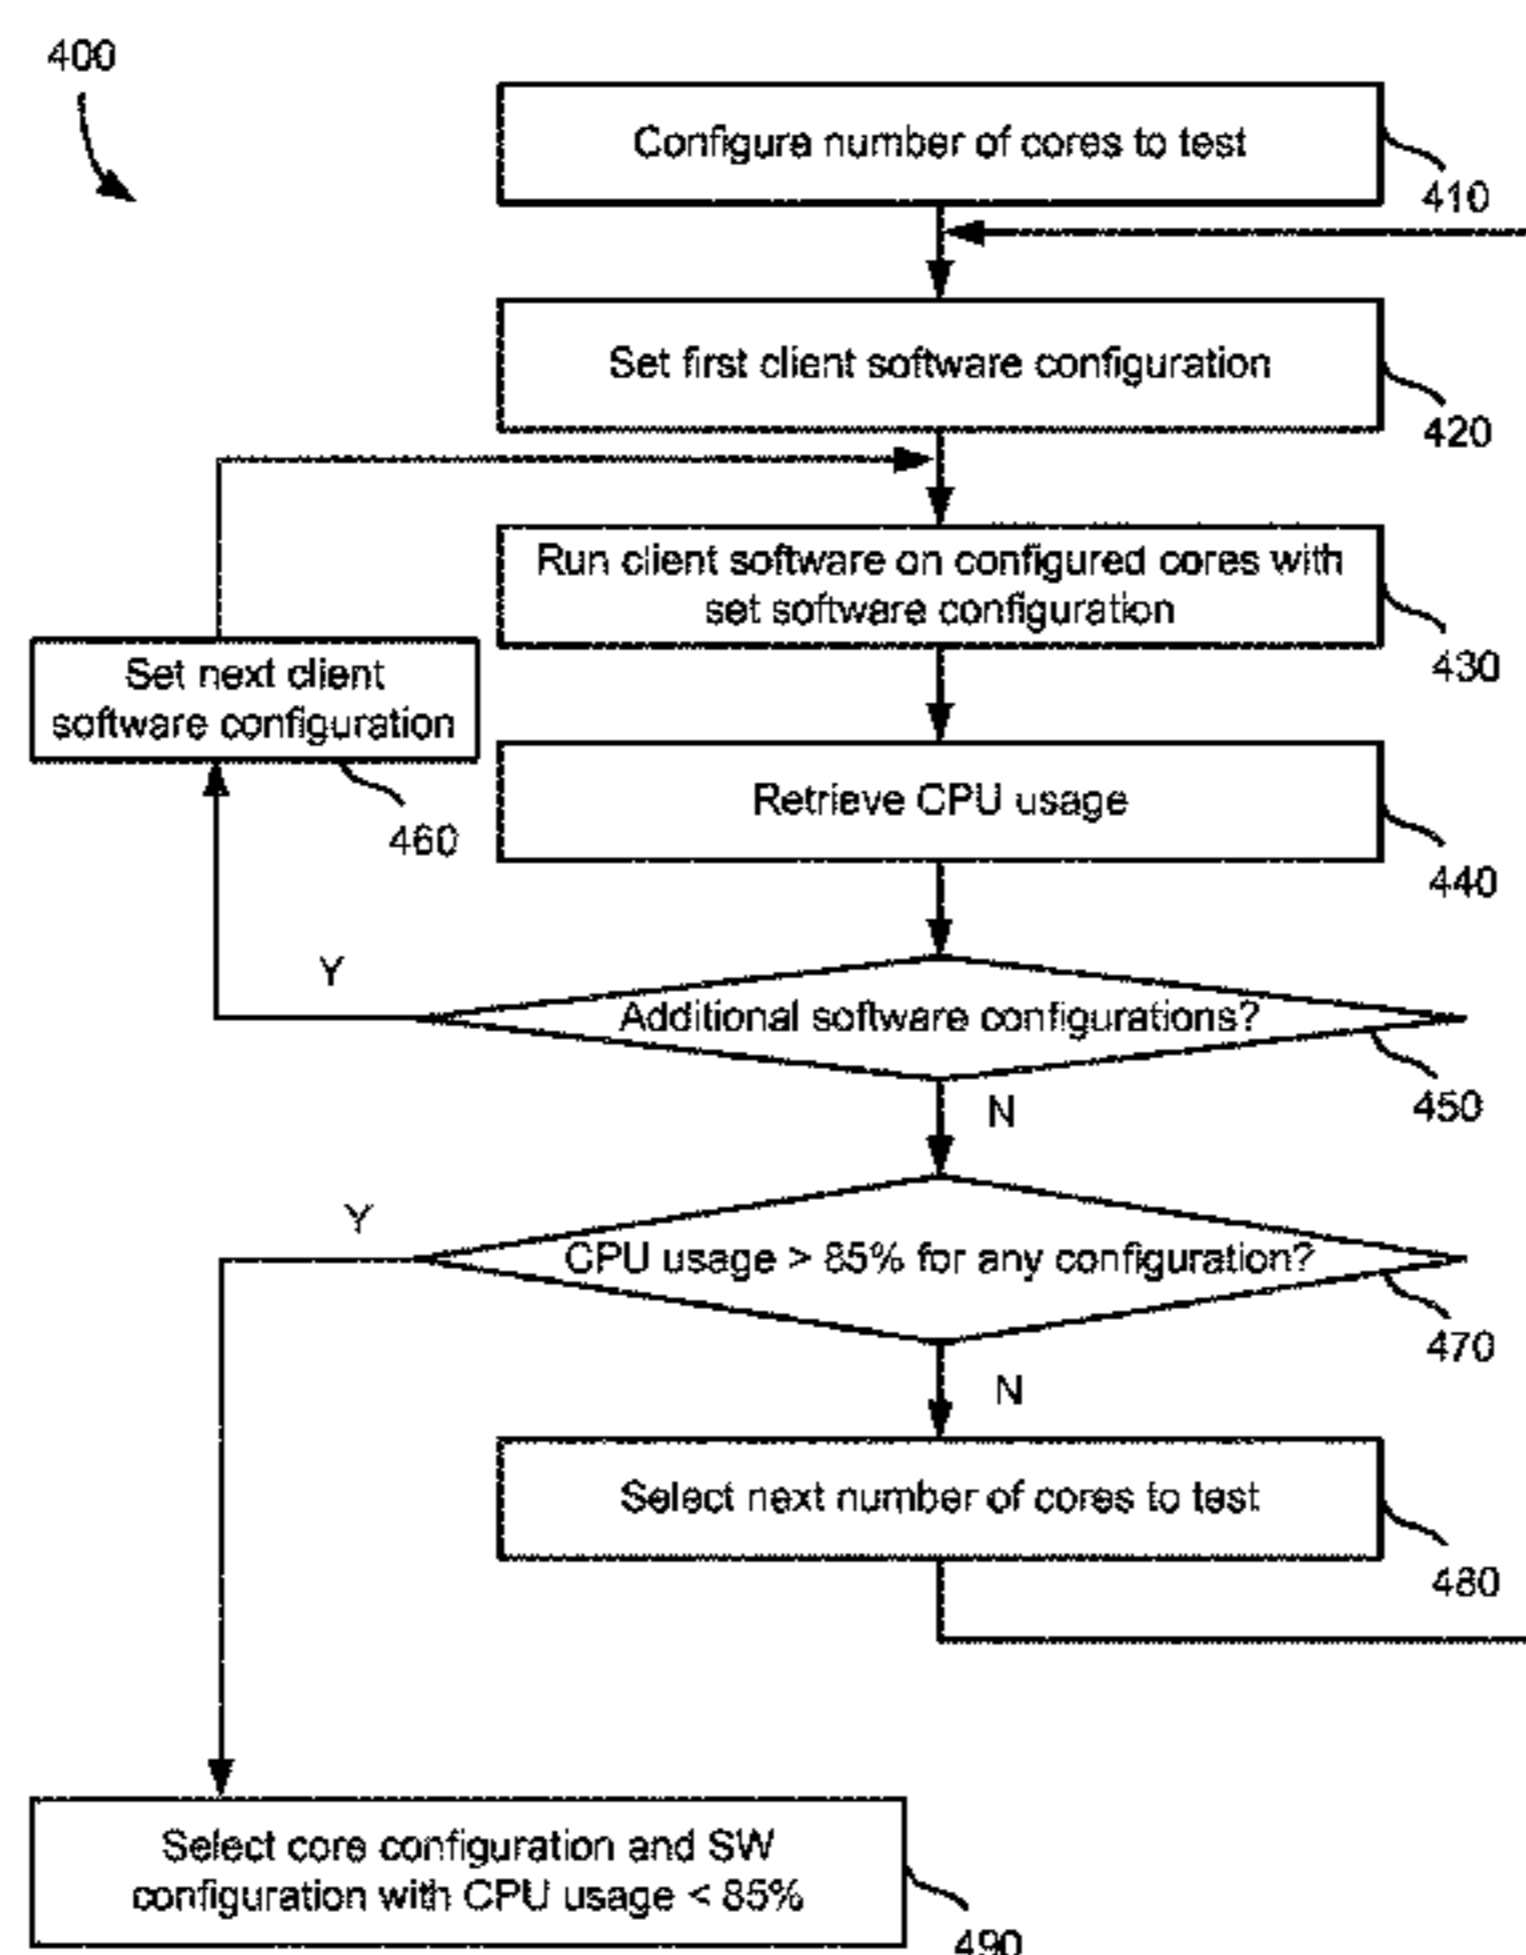 400
Configure number of cores to test
410
Set first client software configuration
420
Run client software on configured cores with
set software configuration
430
Set next client
software configuration
460
Retrieve CPU usage
440
Y
Additional software configurations?
450
N
Y
CPU usage > 85% for any configuration?
470
N
Select next number of cores to test
480
Select core configuration and SW
configuration with CPU usage < 85%
490